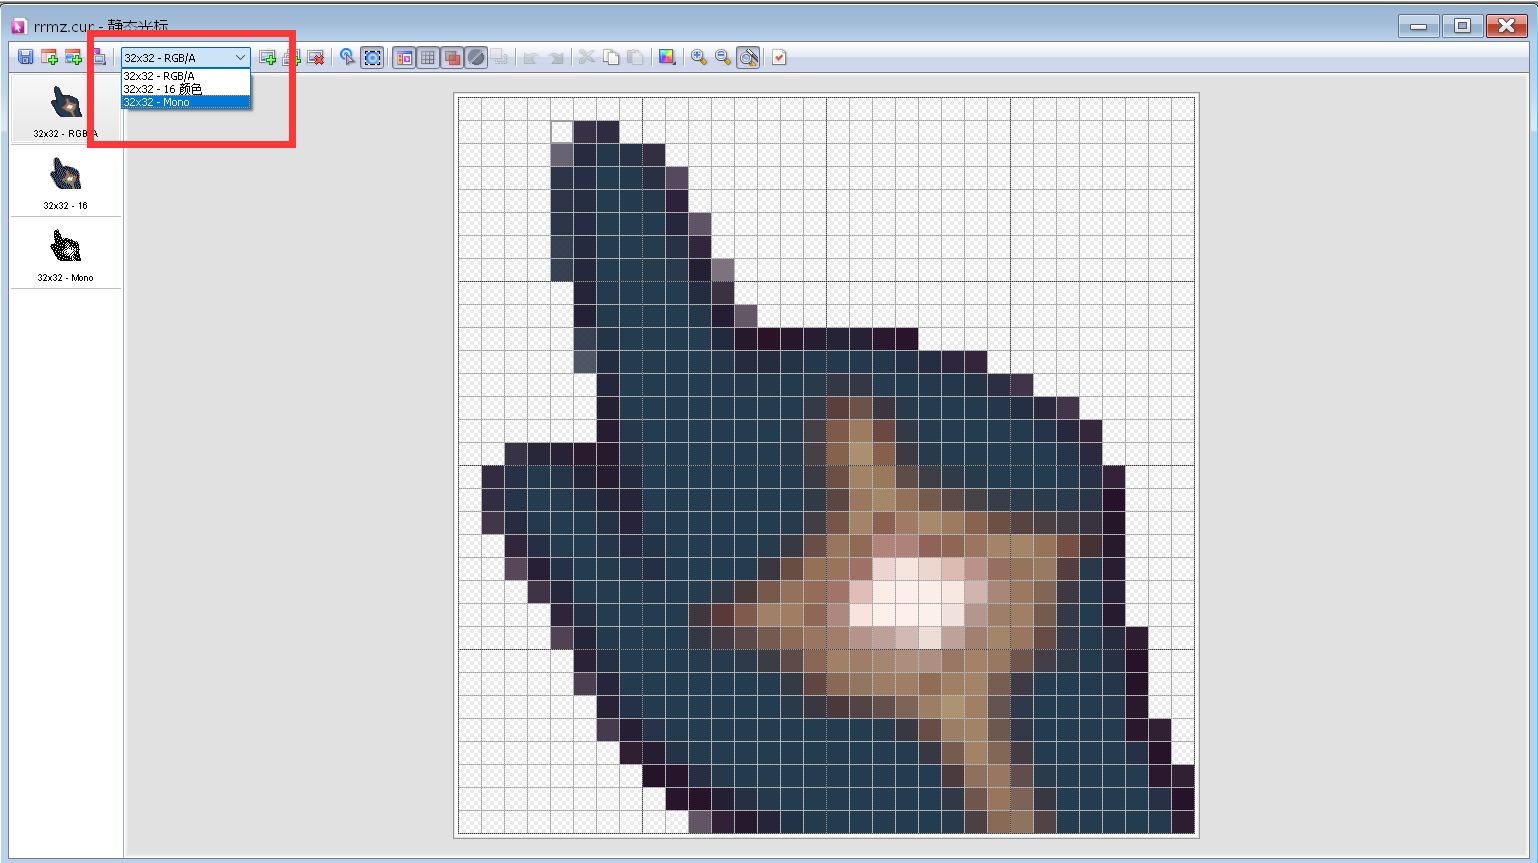 rrmz.cur - 静态光标
32x32 - RGB/A
32x32 - RGB/A
32x32 - 16 颜色
32x32 - Mono
32x32 - RGB/A
32x32 - 16
32x32 - Mono